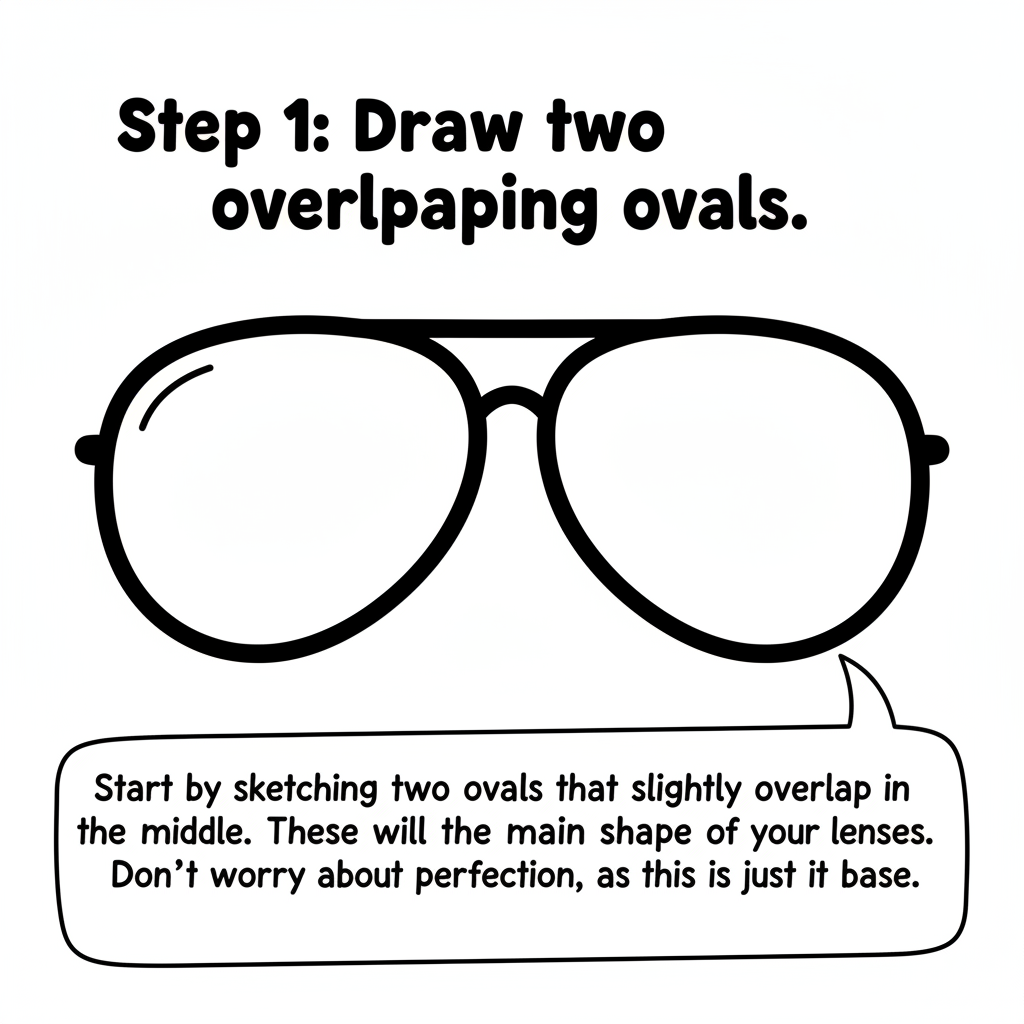 Step 1: Draw two
overlpaping ovals.
Start by sketching two ovals that slightly overlap in
the middle. These will the main shape of your lenses.
Don't worry about perfection, as this is just it base.